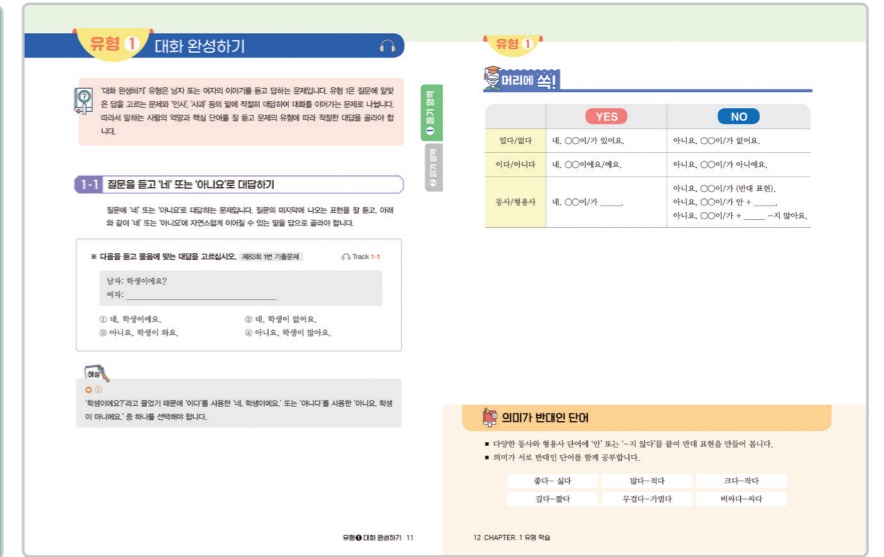 유형 1 대화 완성하기
'대화 완성하기' 유형은 남자 또는 여자의 이야기를 듣고 답하는 문제입니다. 유형 1은 질문에 알맞
은 답을 고르는 문제와 '인사', '사과' 등의 말에 적절히 대답하여 대화를 이어가는 문제로 나뉩니다.
따라서 말하는 사람의 억양과 핵심 단어를 잘 듣고 문제의 유형에 따라 적절한 대답을 골라야 합
니다.
1-1 질문을 듣고 '네' 또는 '아니요'로 대답하기
질문에 '네' 또는 '아니요'로 대답하는 문제입니다. 질문의 마지막에 나오는 표현을 잘 듣고, 아래
와 같이 '네' 또는 '아니요'에 자연스럽게 이어질 수 있는 말을 답으로 골라야 합니다.
※ 다음을 듣고 물음에 맞는 대답을 고르십시오. 제83회 1번 기출문제 Track 1-1
남자: 학생이에요?
여자: ____________________
① 네, 학생이에요. ② 네, 학생이 없어요.
③ 아니요, 학생이 와요. ④ 아니요, 학생이 많아요.
해설
①
'학생이에요?'라고 물었기 때문에 '이다'를 사용한 '네, 학생이에요.' 또는 '아니다'를 사용한 '아니요, 학생
이 아니에요.' 중 하나를 선택해야 합니다.
유형❶ 대화 완성하기 11
❶ 듣기 영역
❷ 읽기 영역
유형 1
머리에 쏙!
YES NO
있다/없다 네, ○○이/가 있어요. 아니요, ○○이/가 없어요.
이다/아니다 네, ○○이에요/예요. 아니요, ○○이/가 아니에요.
동사/형용사 네, ○○이/가 _____. 아니요, ○○이/가 (반대 표현).
아니요, ○○이/가 안 + _____.
아니요, ○○이/가 + _____ -지 않아요.
의미가 반대인 단어
■ 다양한 동사와 형용사 단어에 '안' 또는 '-지 않다'를 붙여 반대 표현을 만들어 봅니다.
■ 의미가 서로 반대인 단어를 함께 공부합니다.
좋다- 싫다 많다-적다 크다-작다
길다-짧다 무겁다-가볍다 비싸다-싸다
12 CHAPTER. 1 유형 학습